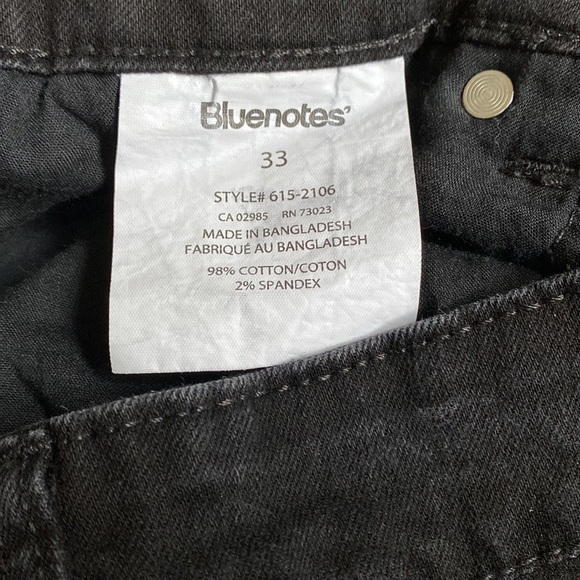 Bluenotes
33
STYLE# 615-2106
CA 02985 RN 73023
MADE IN BANGLADESH
FABRIQUÉ AU BANGLADESH
98% COTTON/COTON
2% SPANDEX